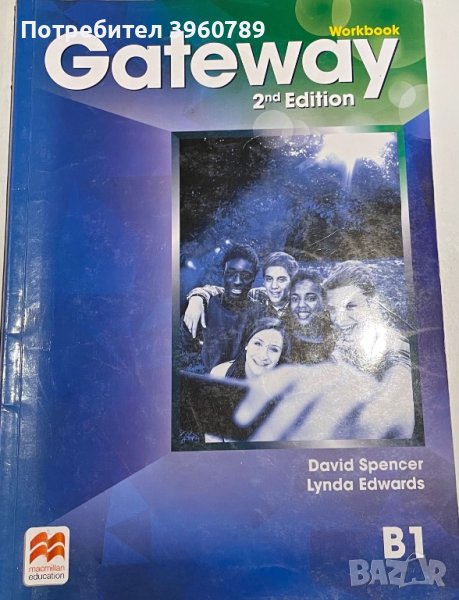 Потребител 3960789
Workbook
Gateway
2nd Edition
David Spencer
Lynda Edwards
macmillan
education
B1
BAZAR